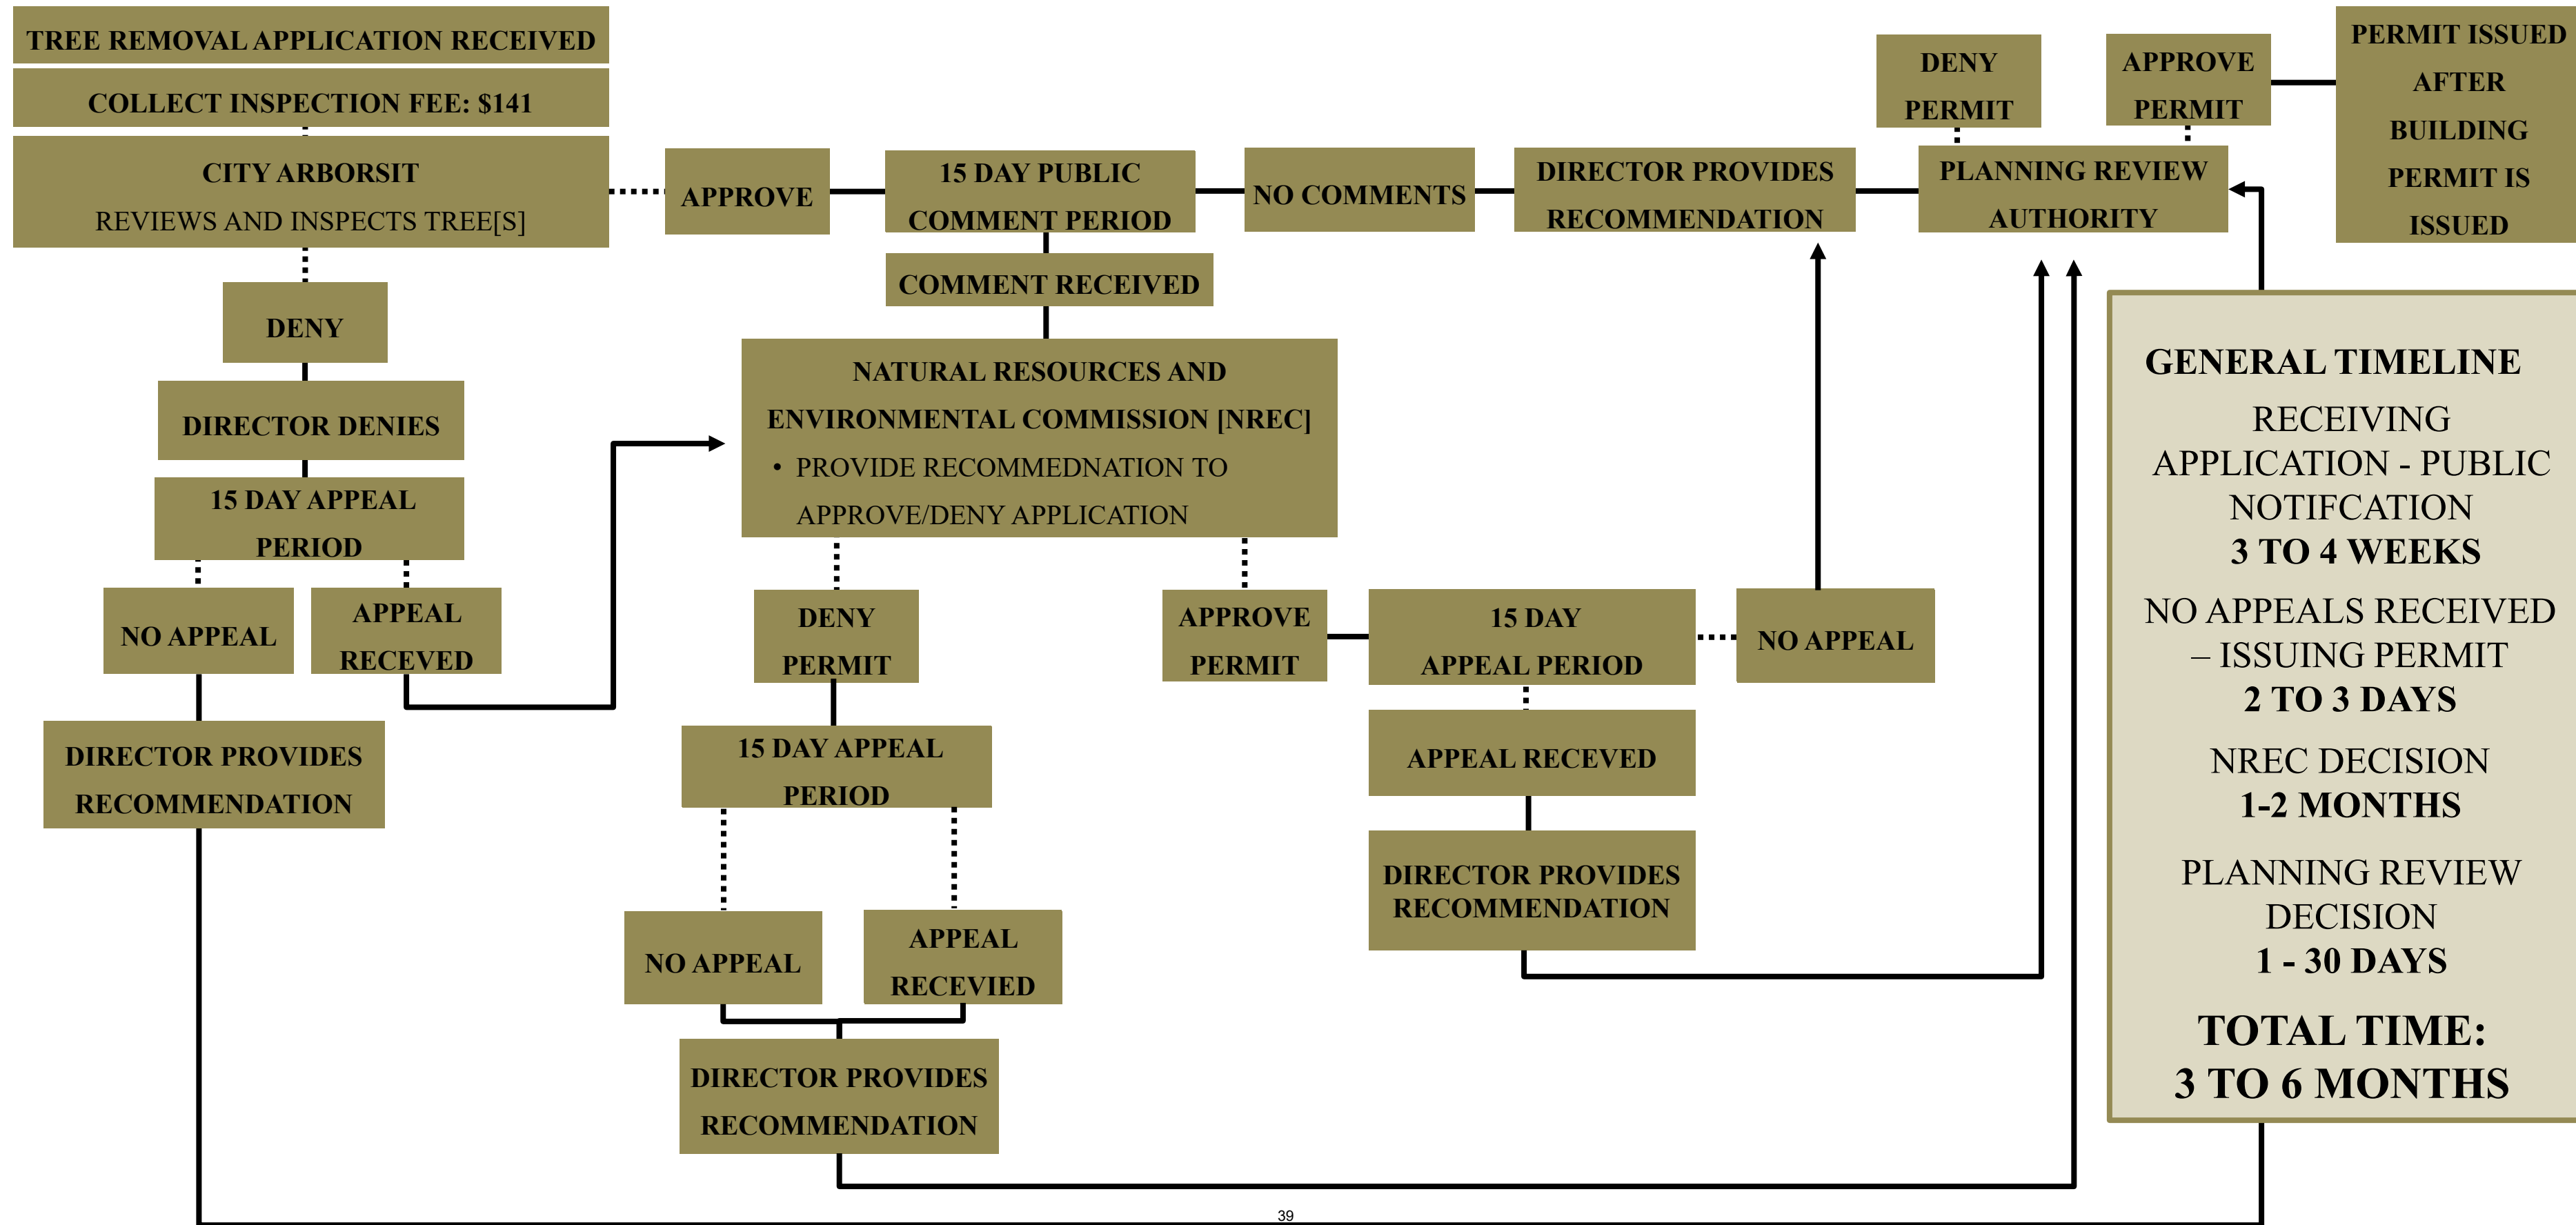 TREE REMOVAL APPLICATION RECEIVED
COLLECT INSPECTION FEE: $141
CITY ARBORSIT
REVIEWS AND INSPECTS TREE[S]
APPROVE
15 DAY PUBLIC
COMMENT PERIOD
NO COMMENTS
DIRECTOR PROVIDES
RECOMMENDATION
PLANNING REVIEW
AUTHORITY
DENY
PERMIT
APPROVE
PERMIT
PERMIT ISSUED
AFTER
BUILDING
PERMIT IS
ISSUED
COMMENT RECEIVED
DENY
DIRECTOR DENIES
15 DAY APPEAL
PERIOD
NO APPEAL
APPEAL
RECEVED
DIRECTOR PROVIDES
RECOMMENDATION
NATURAL RESOURCES AND
ENVIRONMENTAL COMMISSION [NREC]
• PROVIDE RECOMMEDNATION TO
APPROVE/DENY APPLICATION
DENY
PERMIT
15 DAY APPEAL
PERIOD
NO APPEAL
APPEAL
RECEVIED
DIRECTOR PROVIDES
RECOMMENDATION
APPROVE
PERMIT
15 DAY
APPEAL PERIOD
NO APPEAL
APPEAL RECEVED
DIRECTOR PROVIDES
RECOMMENDATION
GENERAL TIMELINE
RECEIVING
APPLICATION - PUBLIC
NOTIFCATION
3 TO 4 WEEKS
NO APPEALS RECEIVED
– ISSUING PERMIT
2 TO 3 DAYS
NREC DECISION
1-2 MONTHS
PLANNING REVIEW
DECISION
1 - 30 DAYS
TOTAL TIME:
3 TO 6 MONTHS
39